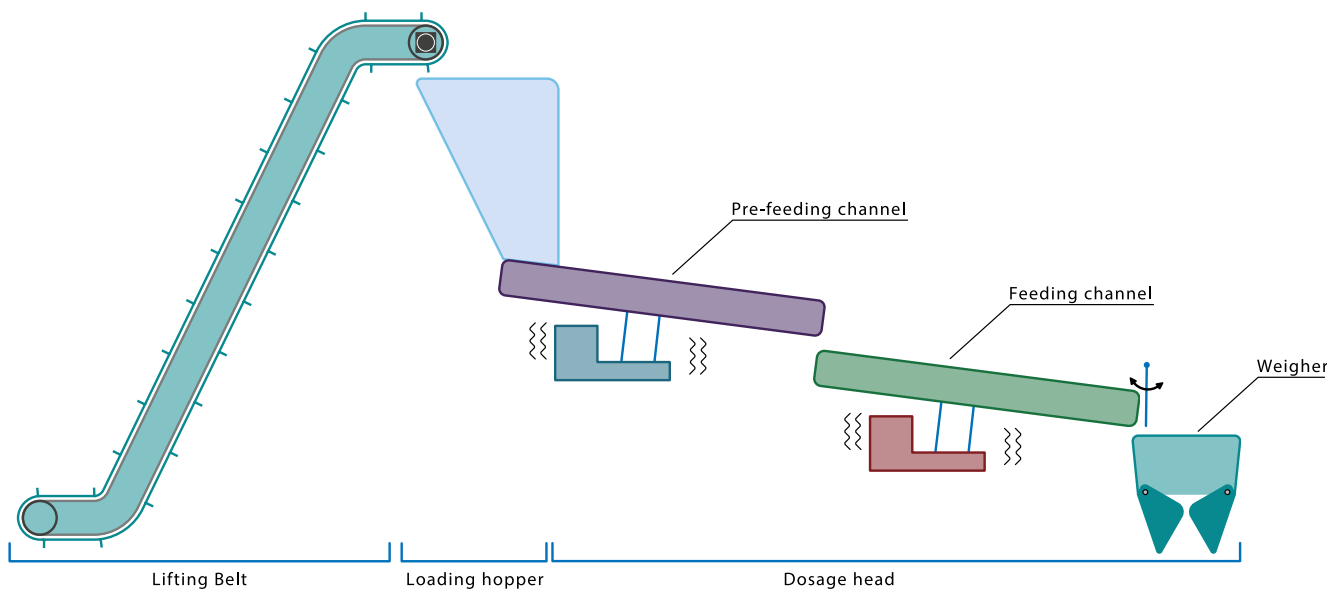 Pre-feeding channel
Feeding channel
Weigher
Lifting Belt
Loading hopper
Dosage head